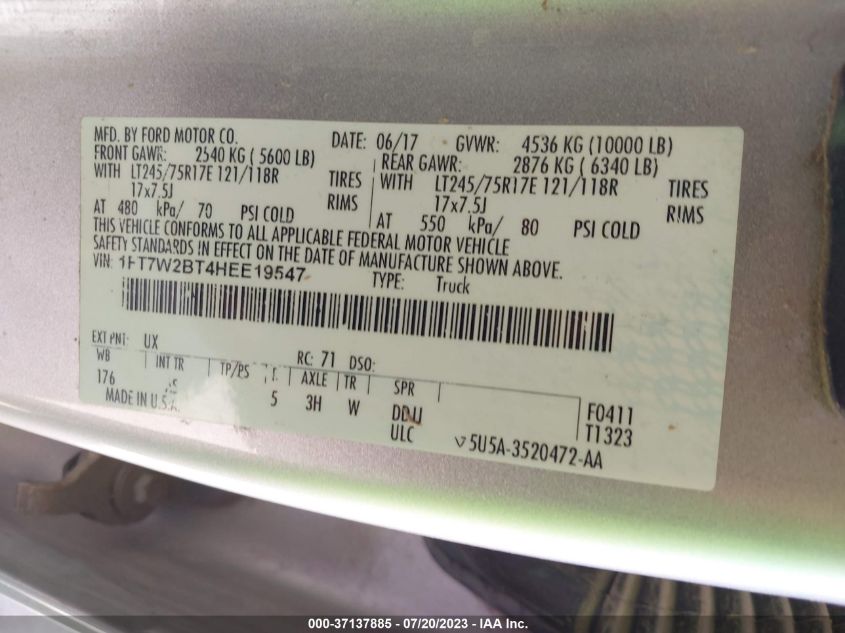 MFD. BY FORD MOTOR CO. DATE: 06/17 GVWR: 4536 KG (10000 LB)
FRONT GAWR: 2540 KG ( 5600 LB) REAR GAWR: 2876 KG ( 6340 LB)
WITH LT245/75R17E 121/118R TIRES WITH LT245/75R17E 121/118R TIRES
17x7.5J RIMS 17x7.5J RIMS
AT 480 kPa/ 70 PSI COLD AT 550 kPa/ 80 PSI COLD
THIS VEHICLE CONFORMS TO ALL APPLICABLE FEDERAL MOTOR VEHICLE
SAFETY STANDARDS IN EFFECT ON THE DATE OF MANUFACTURE SHOWN ABOVE.
VIN: 1FT7W2BT4HEE19547 TYPE: Truck
EXT PNT: UX RC: 71 DSO:
WB INT TR TP/PS AXLE TR SPR
176 5 3H W DDJJ F0411
MADE IN U.S.A. ULC T1323
5U5A-3520472-AA
000-37137885 / 07/20/2023 / Copyright © IAA, Inc.